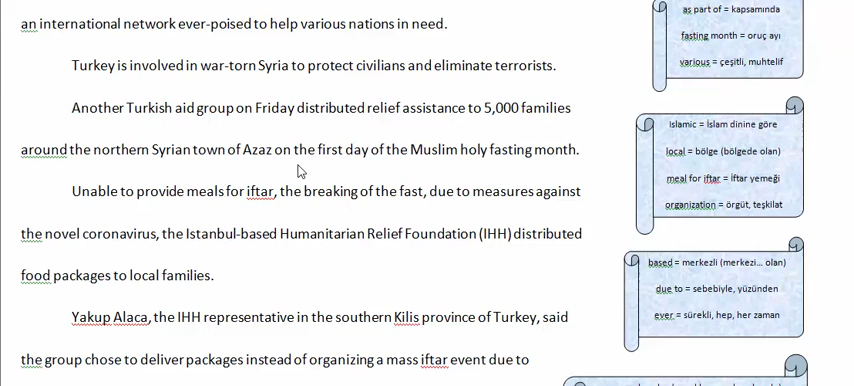 an international network ever-poised to help various nations in need.
Turkey is involved in war-torn Syria to protect civilians and eliminate terrorists.
Another Turkish aid group on Friday distributed relief assistance to 5,000 families
around the northern Syrian town of Azaz on the first day of the Muslim holy fasting month.
Unable to provide meals for iftar, the breaking of the fast, due to measures against
the novel coronavirus, the Istanbul-based Humanitarian Relief Foundation (IHH) distributed
food packages to local families.
Yakup Alaca, the IHH representative in the southern Kilis province of Turkey, said
the group chose to deliver packages instead of organizing a mass iftar event due to
as part of = kapsamında
fasting month = oruç ayı
various = çeşitli, muhtelif
Islamic = İslam dinine göre
local = bölge (bölgede olan)
meal for iftar = İftar yemeği
organization = örgüt, teşkilat
based = merkezli (merkezi... olan)
due to = sebebiyle, yüzünden
ever = sürekli, hep, her zaman